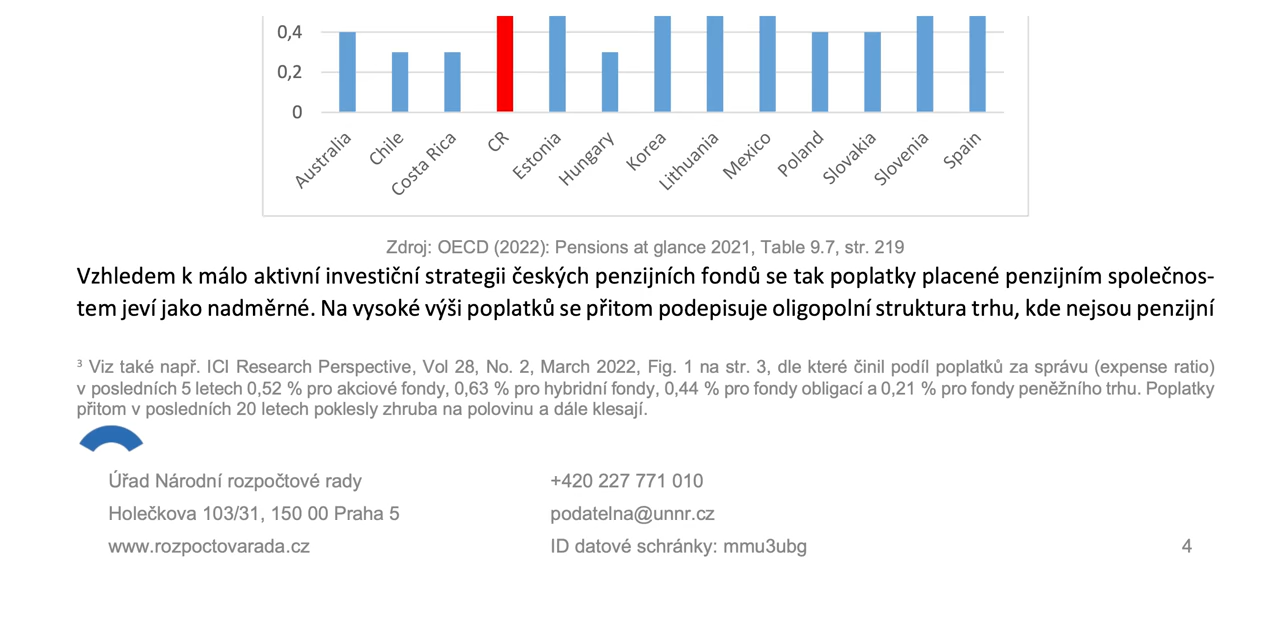 0,4
0,2
0
Australia
Chile
Costa Rica
CR
Estonia
Hungary
Korea
Lithuania
Mexico
Poland
Slovakia
Slovenia
Spain
Zdroj: OECD (2022): Pensions at glance 2021, Table 9.7, str. 219
Vzhledem k málo aktivní investiční strategii českých penzijních fondů se tak poplatky placené penzijním společnos-
tem jeví jako nadměrné. Na vysoké výši poplatků se přitom podepisuje oligopolní struktura trhu, kde nejsou penzijní
³ Viz také např. ICI Research Perspective, Vol 28, No. 2, March 2022, Fig. 1 na str. 3, dle které činil podíl poplatků za správu (expense ratio)
v posledních 5 letech 0,52 % pro akciové fondy, 0,63 % pro hybridní fondy, 0,44 % pro fondy obligací a 0,21 % pro fondy peněžního trhu. Poplatky
přitom v posledních 20 letech poklesly zhruba na polovinu a dále klesají.
Úřad Národní rozpočtové rady
Holečkova 103/31, 150 00 Praha 5
www.rozpoctovarada.cz
+420 227 771 010
podatelna@unnr.cz
ID datové schránky: mmu3ubg
4